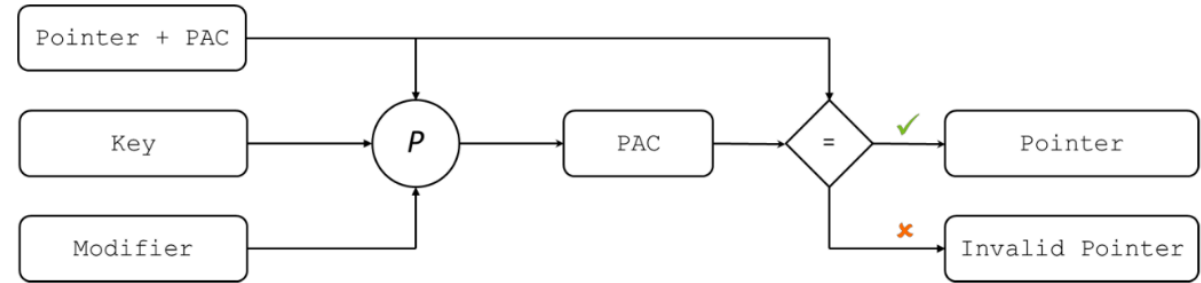 Pointer + PAC
Key
P
PAC
=
Pointer
Modifier
Invalid Pointer